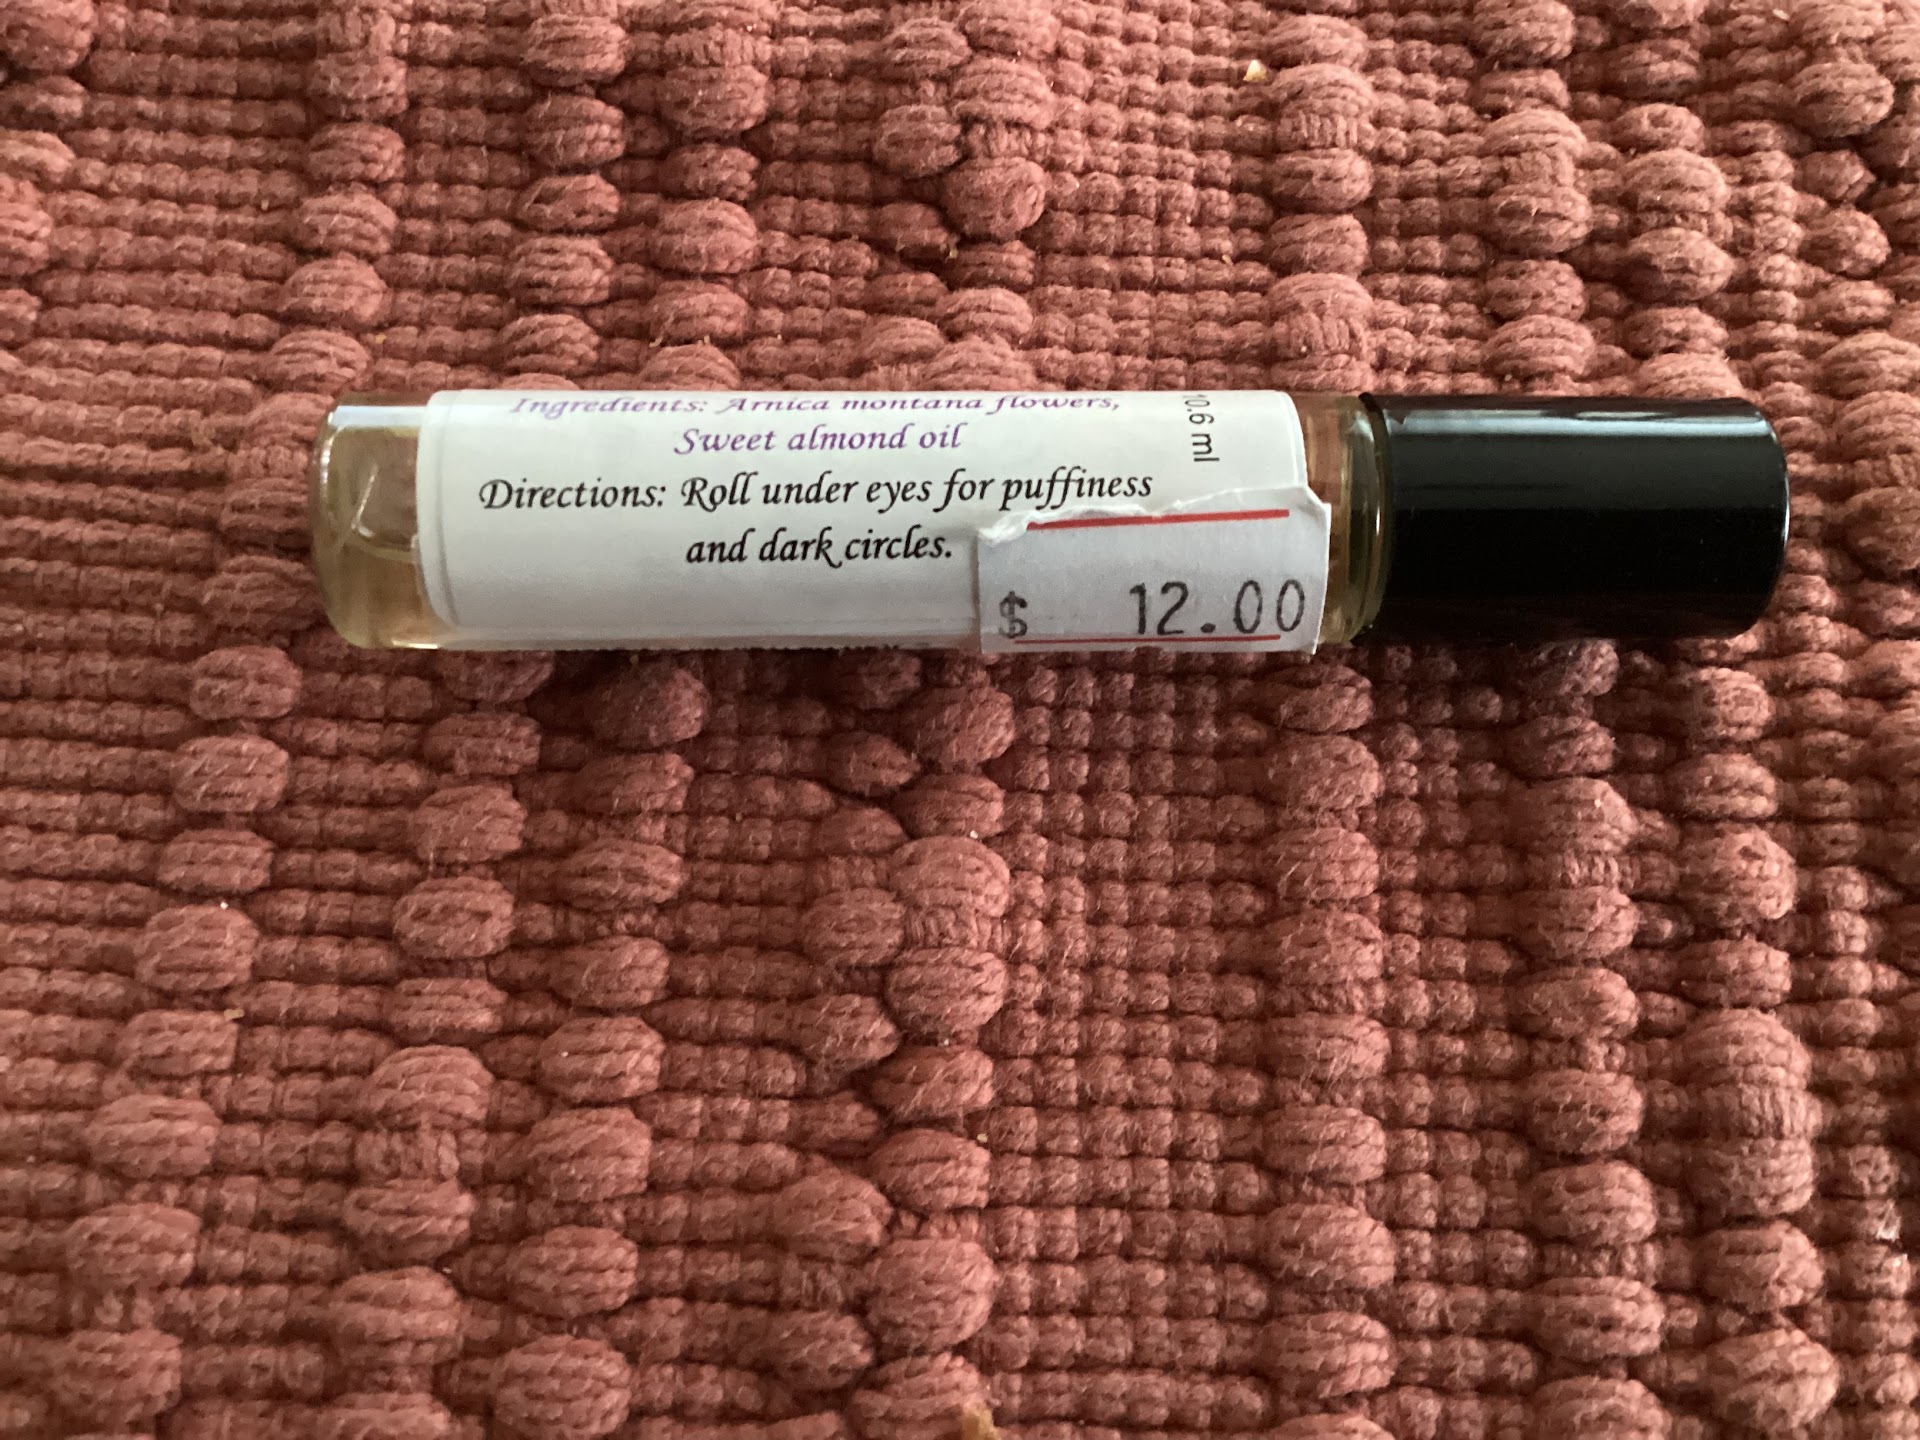 Ingredients: Arnica montana flowers,
Sweet almond oil
Directions: Roll under eyes for puffiness
and dark circles.
10.6 ml
$ 12.00